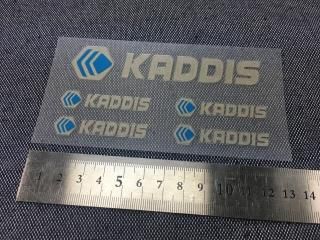 KADDIS
KADDIS KADDIS
KADDIS KADDIS
1 2 3 4 5 6 7 8 9 10 11 12 13 14